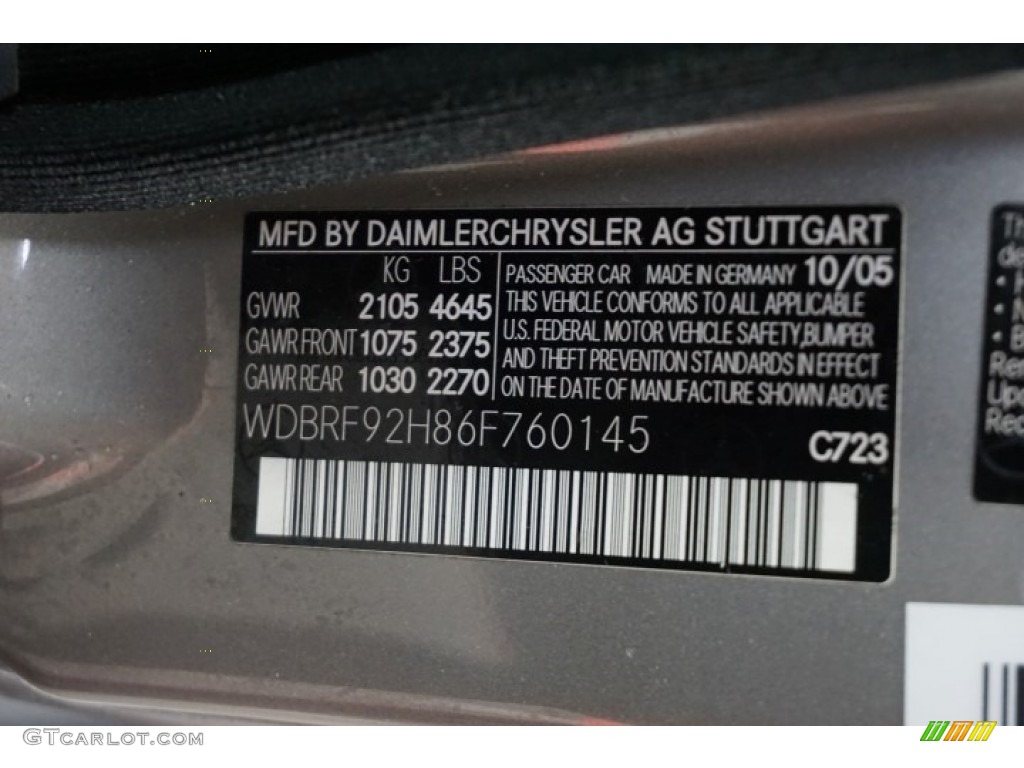 MFD BY DAIMLERCHRYSLER AG STUTTGART
KG LBS
GVWR 2105 4645
GAWR FRONT 1075 2375
GAWR REAR 1030 2270
PASSENGER CAR MADE IN GERMANY 10/05
THIS VEHICLE CONFORMS TO ALL APPLICABLE
U.S. FEDERAL MOTOR VEHICLE SAFETY,BUMPER
AND THEFT PREVENTION STANDARDS IN EFFECT
ON THE DATE OF MANUFACTURE SHOWN ABOVE
WDBRF92H86F760145
C723
GTCARLOT.COM